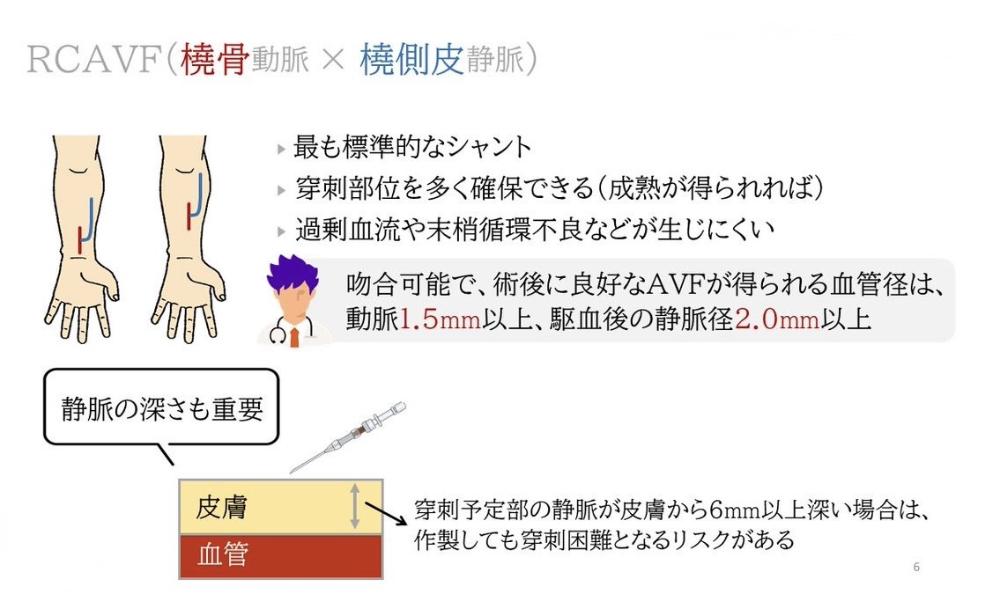 RCAVF(橈骨動脈 × 橈側皮静脈)
▸ 最も標準的なシャント
▸ 穿刺部位を多く確保できる(成熟が得られれば)
▸ 過剰血流や末梢循環不良などが生じにくい
吻合可能で、術後に良好なAVFが得られる血管径は、
動脈1.5mm以上、駆血後の静脈径2.0mm以上
静脈の深さも重要
皮膚
血管
穿刺予定部の静脈が皮膚から6mm以上深い場合は、
作製しても穿刺困難となるリスクがある
6